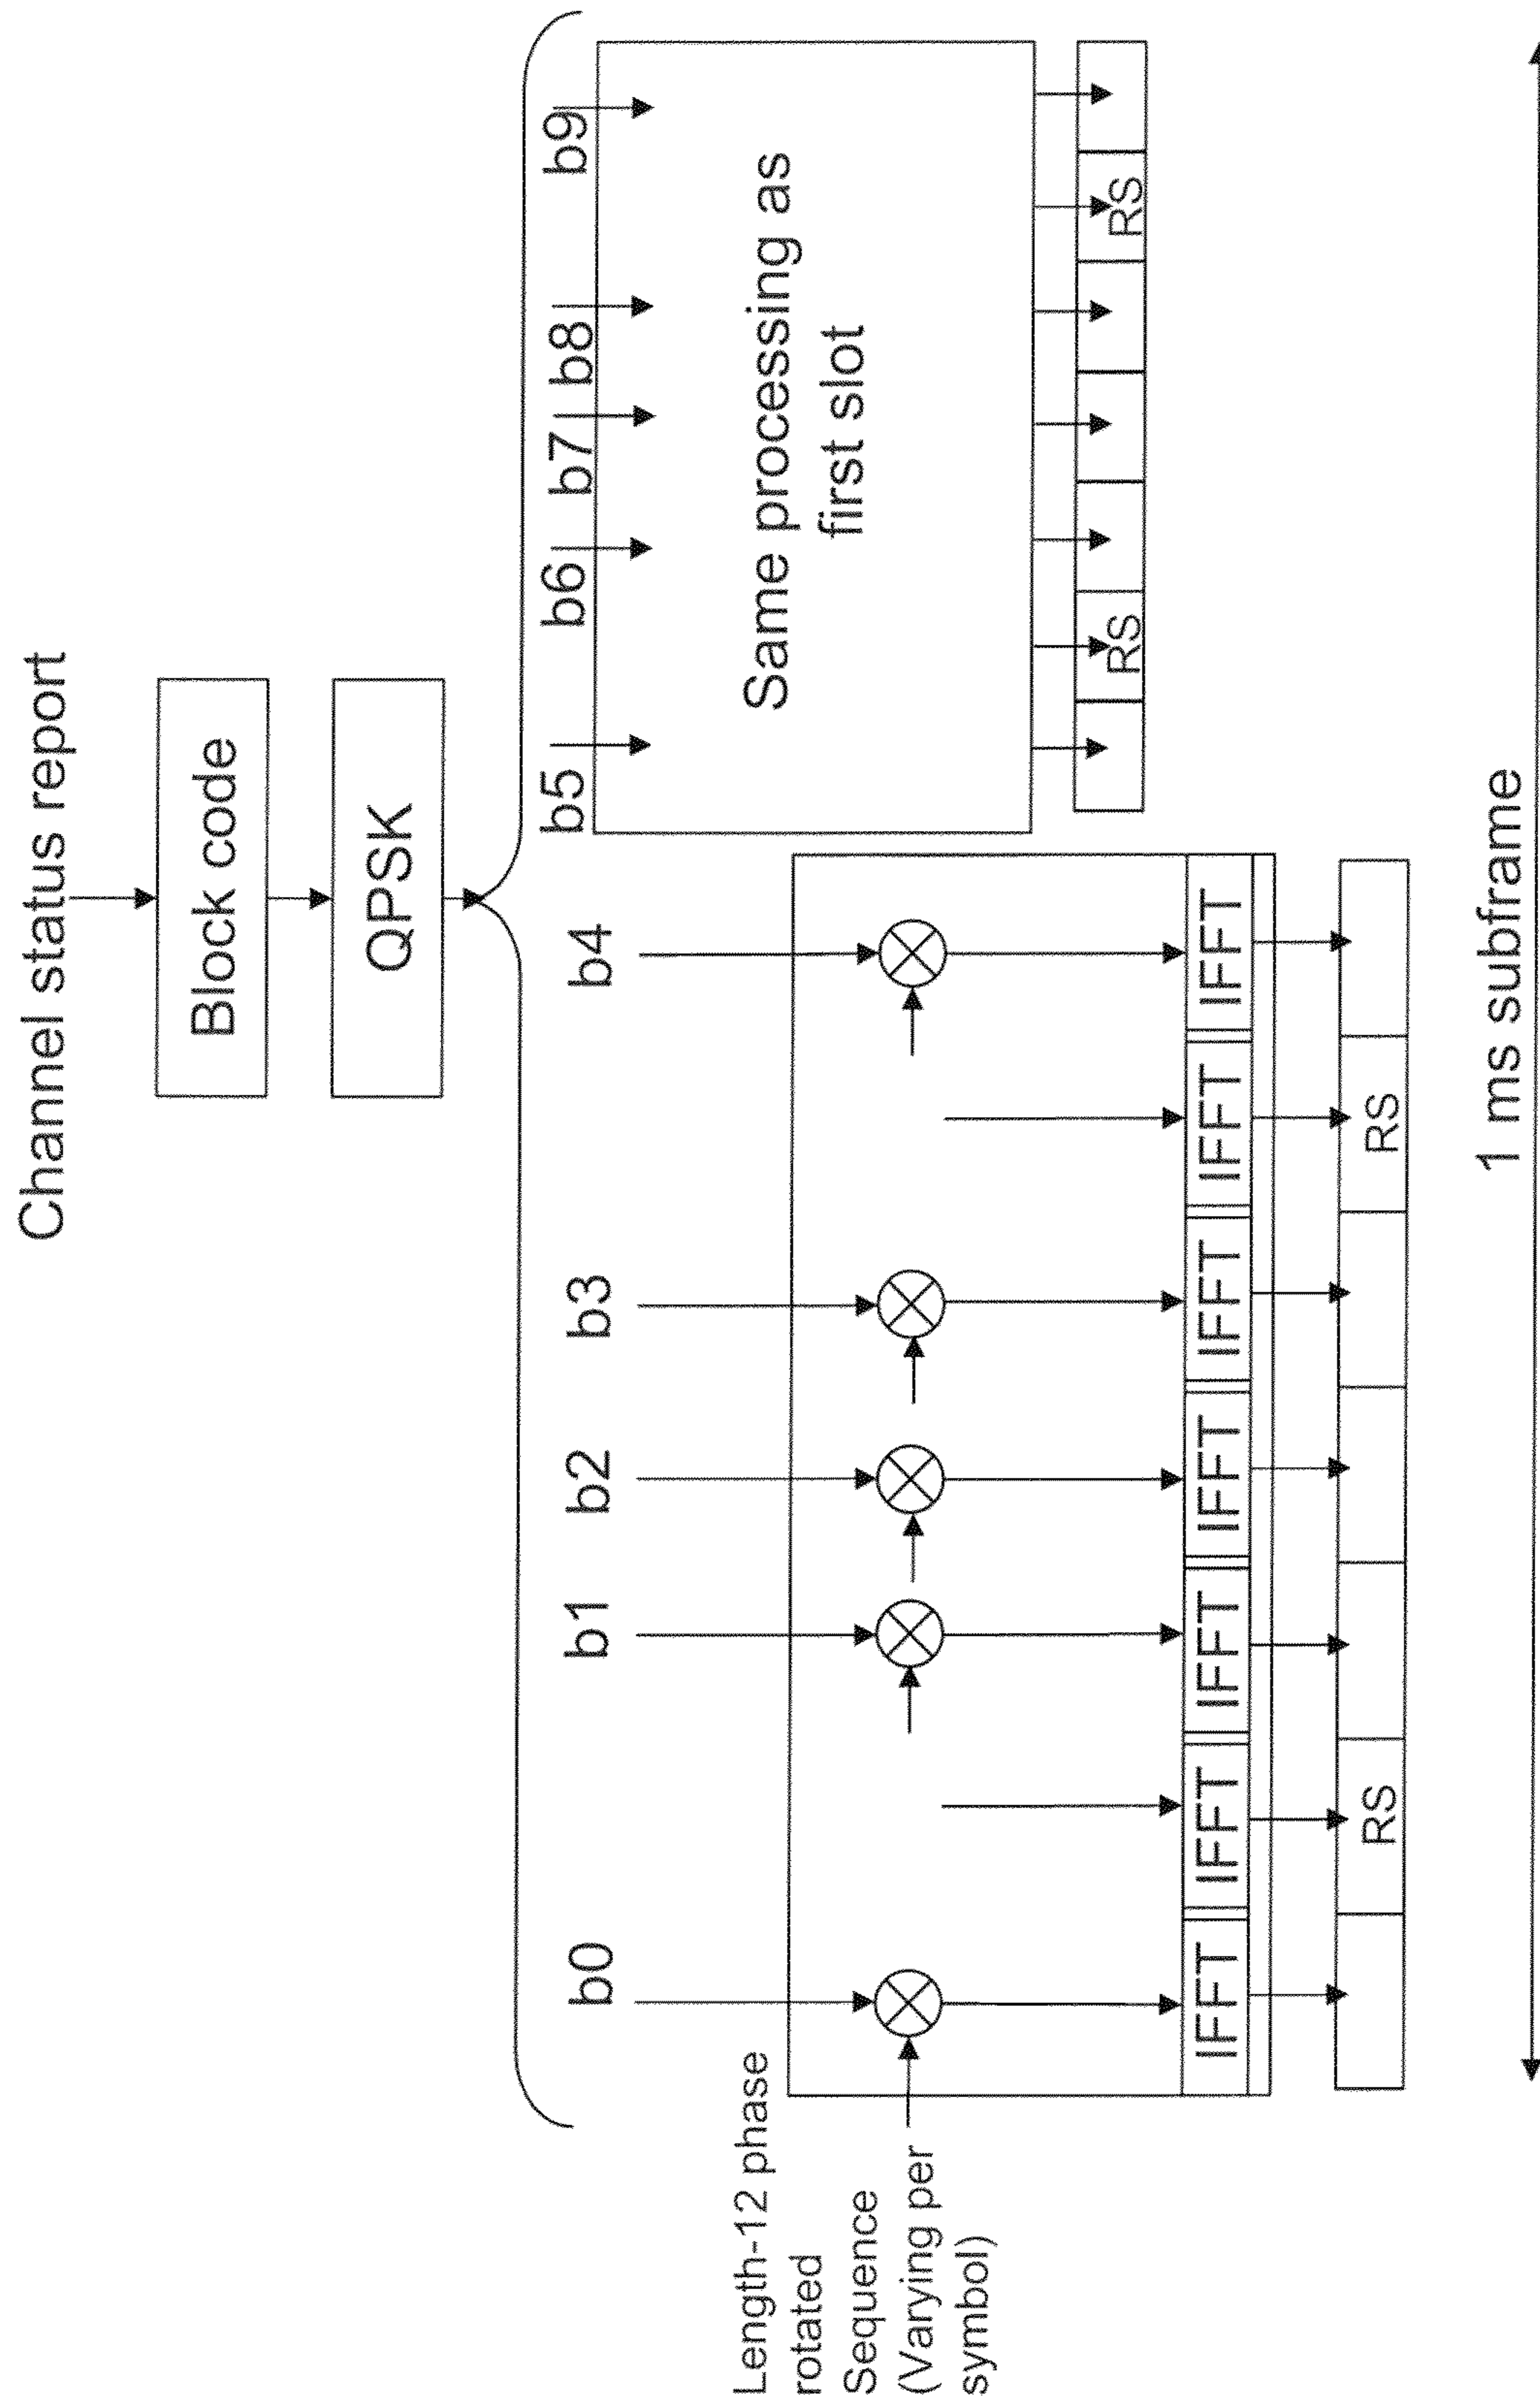 Channel status report
Block code
QPSK
b0
b1
b2
b3
b4
b5
b6
b7
b8
b9
Length-12 phase
rotated
Sequence
(Varying per
symbol)
Same processing as
first slot
IFFT
IFFT
IFFT
IFFT
IFFT
IFFT
IFFT
RS
RS
RS
RS
1 ms subframe